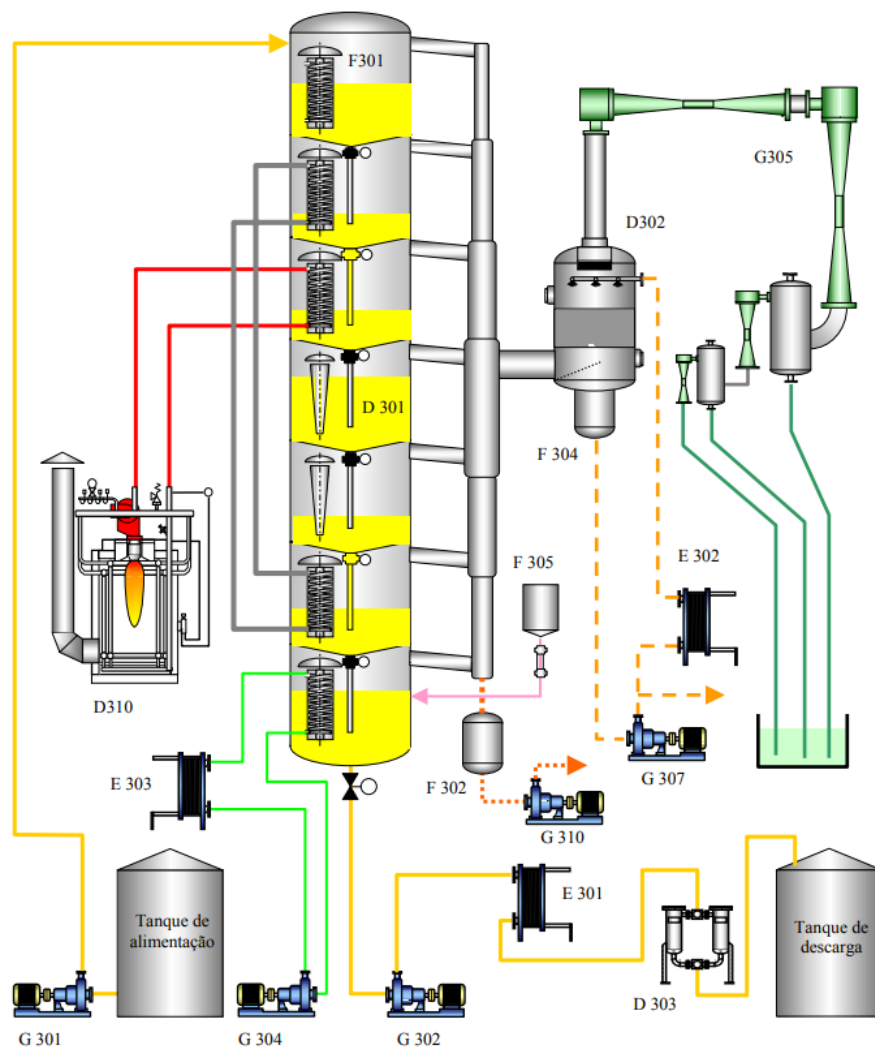 F301
G305
D302
D 301
F 304
E 302
F 305
D310
E 303
F 302
G 307
G 310
E 301
Tanque de
alimentação
Tanque de
descarga
D 303
G 301
G 304
G 302